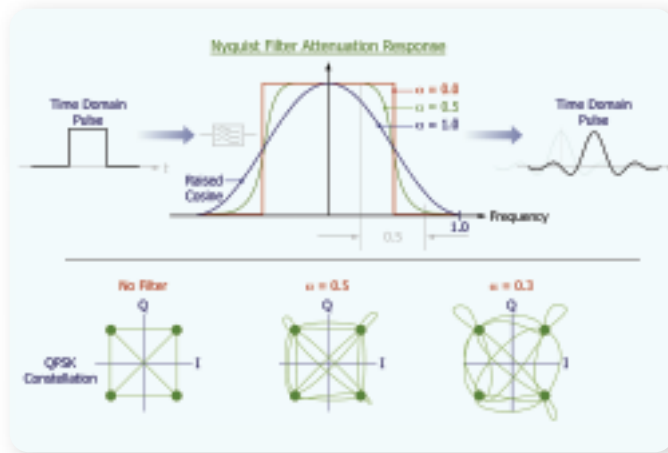 Nyquist Filter Attenuation Response
Time Domain
Pulse
α = 0.0
α = 0.5
α = 1.0
Time Domain
Pulse
t
Raised
Cosine
Frequency
1.0
0.5
No Filter
α = 0.5
α = 0.3
Q
Q
Q
I
I
I
QPSK
Constellation